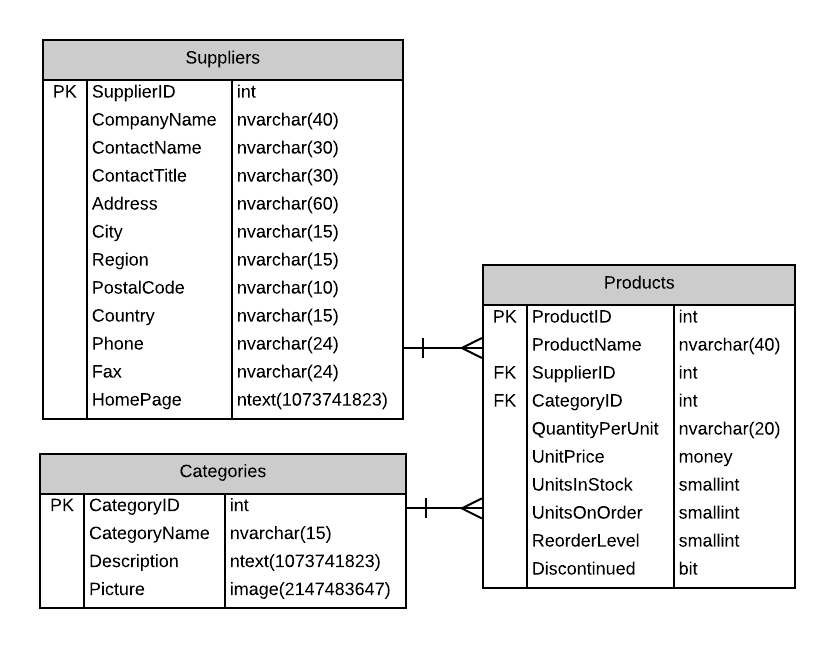 Suppliers
PK SupplierID int
CompanyName nvarchar(40)
ContactName nvarchar(30)
ContactTitle nvarchar(30)
Address nvarchar(60)
City nvarchar(15)
Region nvarchar(15)
PostalCode nvarchar(10)
Country nvarchar(15)
Phone nvarchar(24)
Fax nvarchar(24)
HomePage ntext(1073741823)
Categories
PK CategoryID int
CategoryName nvarchar(15)
Description ntext(1073741823)
Picture image(2147483647)
Products
PK ProductID int
ProductName nvarchar(40)
FK SupplierID int
FK CategoryID int
QuantityPerUnit nvarchar(20)
UnitPrice money
UnitsInStock smallint
UnitsOnOrder smallint
ReorderLevel smallint
Discontinued bit